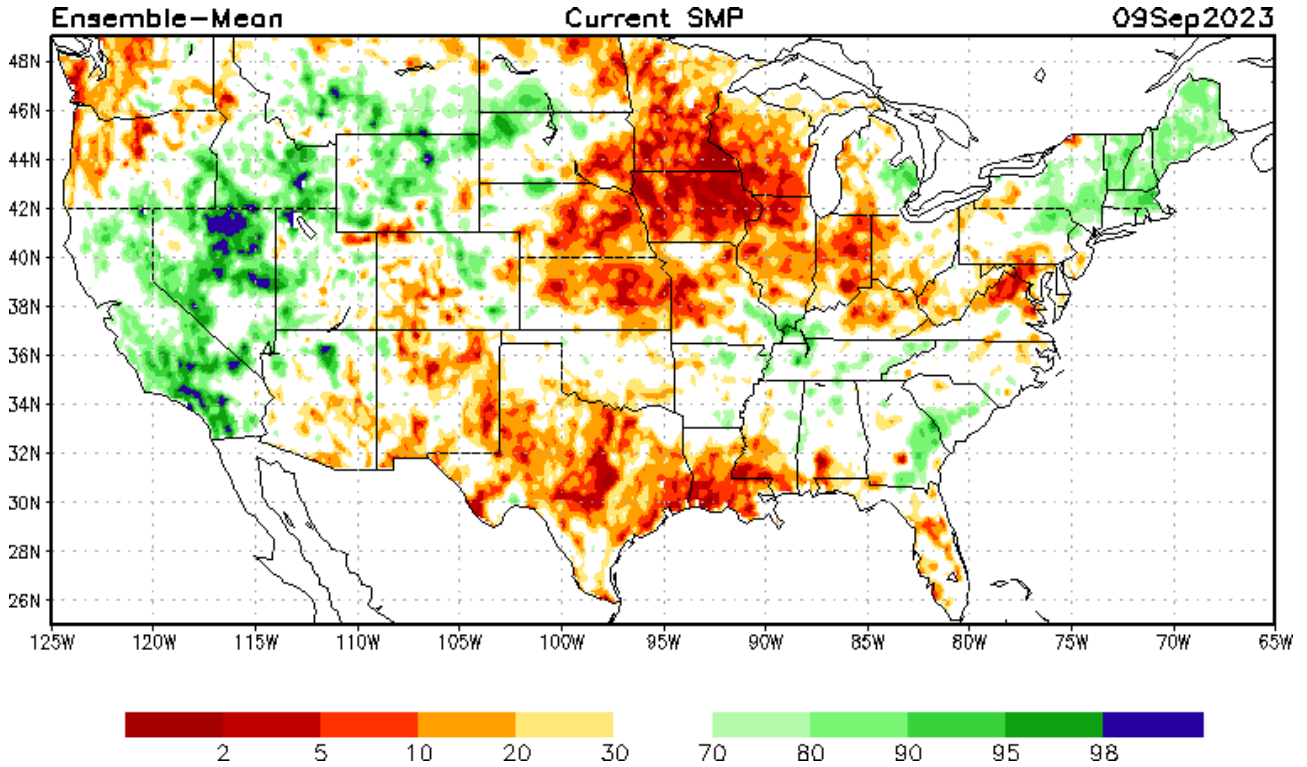 Ensemble-Mean Current SMP 09Sep2023
48N
46N
44N
42N
40N
38N
36N
34N
32N
30N
28N
26N
125W 120W 115W 110W 105W 100W 95W 90W 85W 80W 75W 70W 65W
2 5 10 20 30 70 80 90 95 98